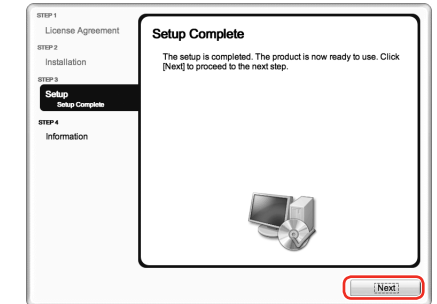 STEP 1
License Agreement
STEP 2
Installation
STEP 3
Setup
Setup Complete
STEP 4
Information
Setup Complete
The setup is completed. The product is now ready to use. Click
[Next] to proceed to the next step.
Next